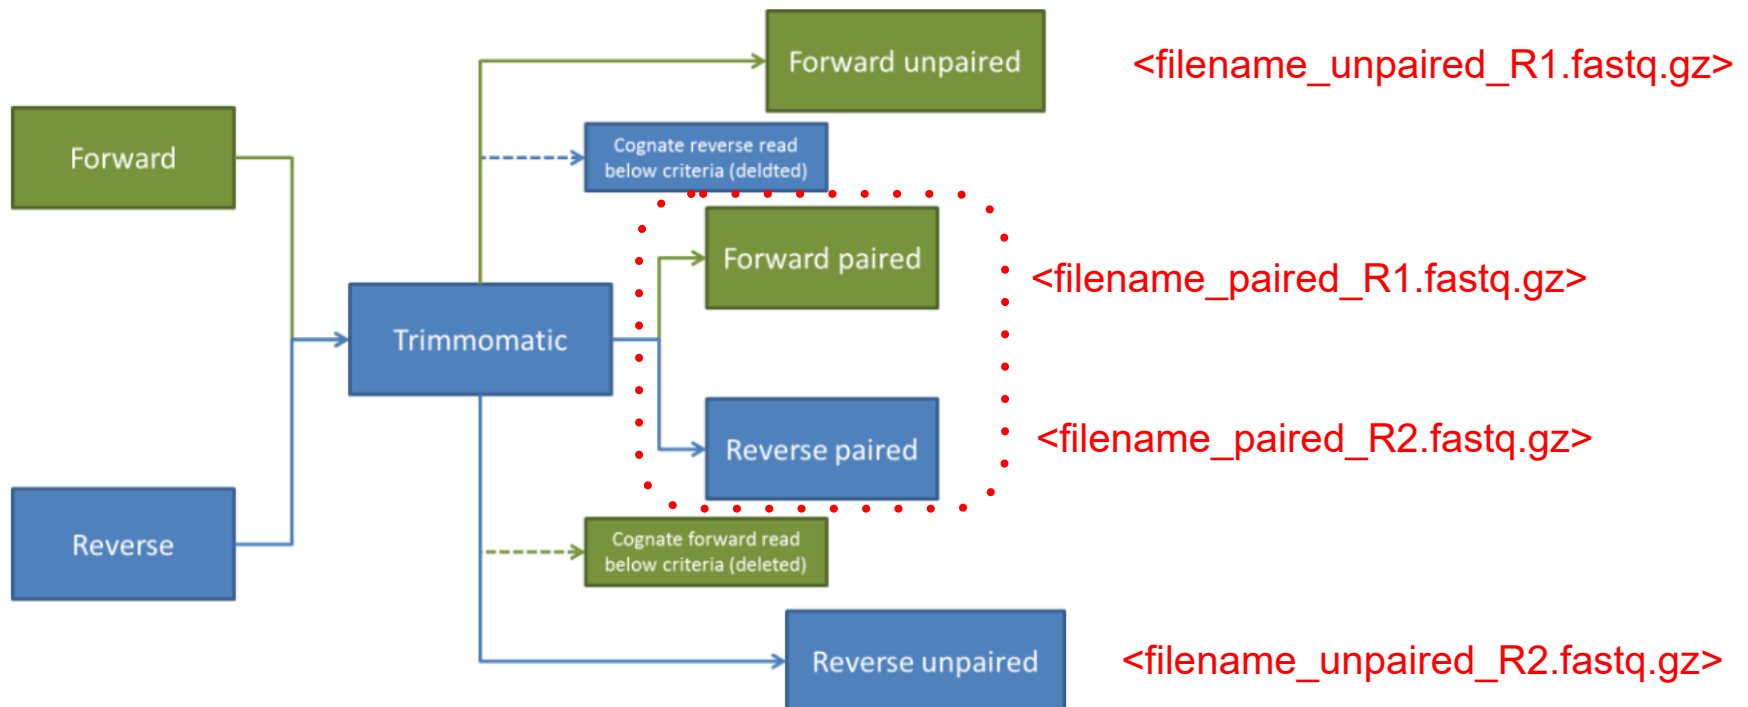 Forward unpaired
<filename_unpaired_R1.fastq.gz>
Forward
Cognate reverse read
below criteria (deldted)
Forward paired
<filename_paired_R1.fastq.gz>
Trimmomatic
Reverse paired
<filename_paired_R2.fastq.gz>
Reverse
Cognate forward read
below criteria (deleted)
Reverse unpaired
<filename_unpaired_R2.fastq.gz>